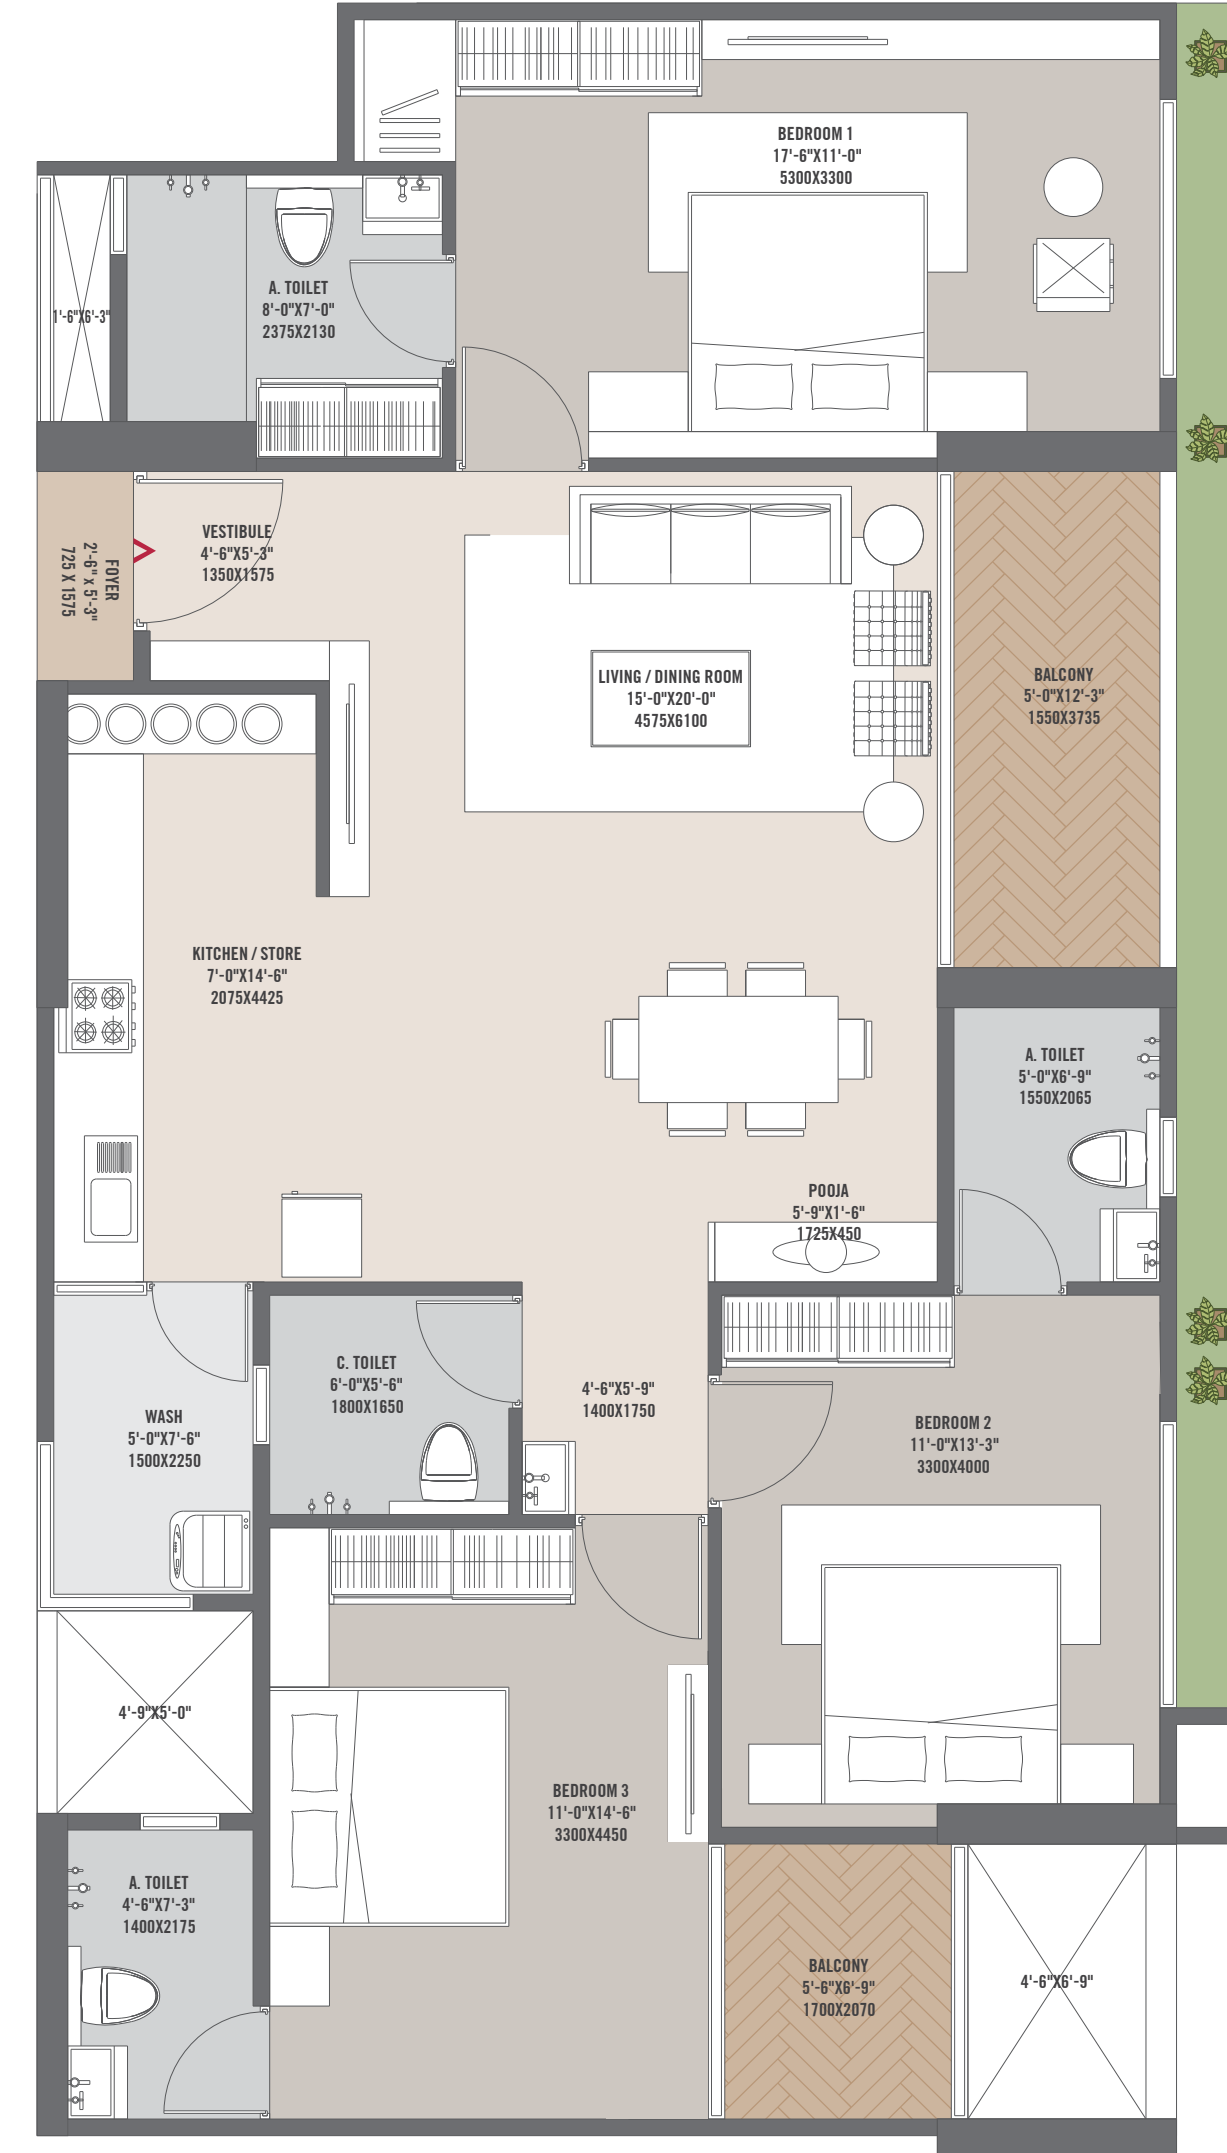 BEDROOM 1
17'-6"X11'-0"
5300X3300
A. TOILET
8'-0"X7'-0"
2375X2130
1'-6"X6'-3"
FOYER
2'-6" x 5'-3"
725 X 1575
VESTIBULE
4'-6"X5'-3"
1350X1575
LIVING / DINING ROOM
15'-0"X20'-0"
4575X6100
BALCONY
5'-0"X12'-3"
1550X3735
KITCHEN / STORE
7'-0"X14'-6"
2075X4425
A. TOILET
5'-0"X6'-9"
1550X2065
POOJA
5'-9"X1'-6"
1725X450
C. TOILET
6'-0"X5'-6"
1800X1650
4'-6"X5'-9"
1400X1750
WASH
5'-0"X7'-6"
1500X2250
BEDROOM 2
11'-0"X13'-3"
3300X4000
4'-9"X5'-0"
BEDROOM 3
11'-0"X14'-6"
3300X4450
A. TOILET
4'-6"X7'-3"
1400X2175
BALCONY
5'-6"X6'-9"
1700X2070
4'-6"X6'-9"